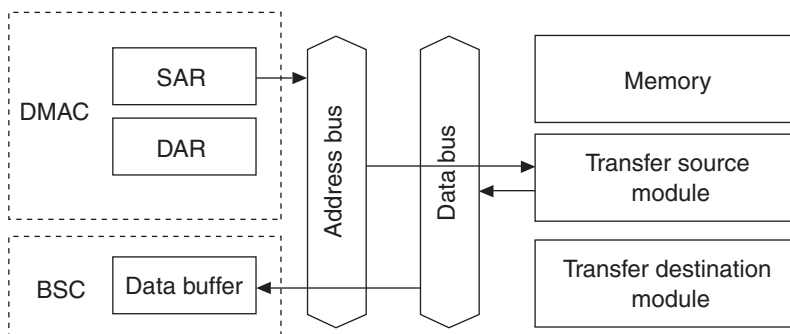 SAR
DMAC
DAR
BSC
Data buffer
Address bus
Data bus
Memory
Transfer source
module
Transfer destination
module